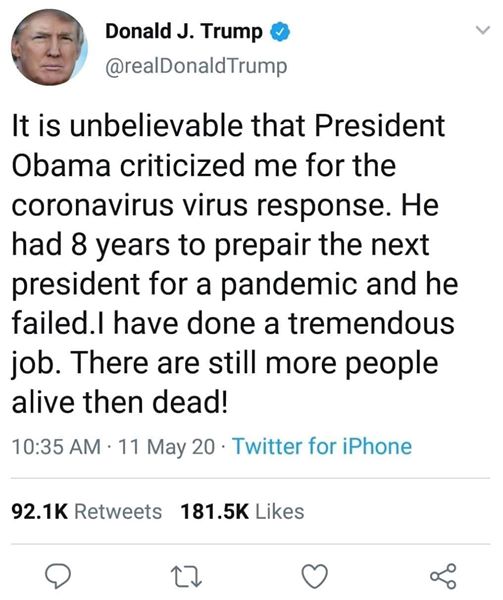 Donald J. Trump
@realDonaldTrump
It is unbelievable that President
Obama criticized me for the
coronavirus virus response. He
had 8 years to prepair the next
president for a pandemic and he
failed.I have done a tremendous
job. There are still more people
alive then dead!
10:35 AM · 11 May 20 · Twitter for iPhone
92.1K Retweets 181.5K Likes